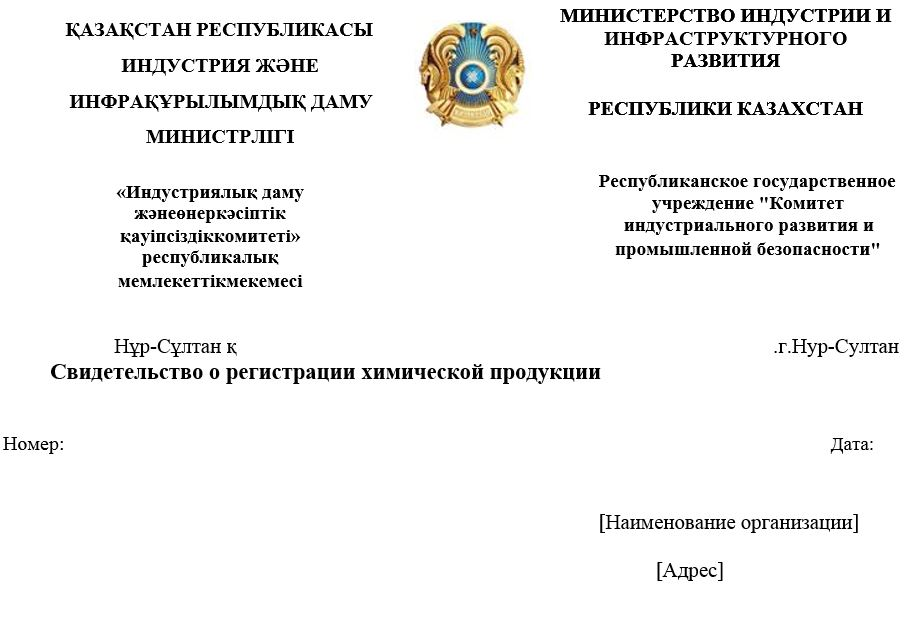 ҚАЗАҚСТАН РЕСПУБЛИКАСЫ
ИНДУСТРИЯ ЖӘНЕ
ИНФРАҚҰРЫЛЫМДЫҚ ДАМУ
МИНИСТРЛІГІ
«Индустриялық даму
жәнеөнеркәсіптік
қауіпсіздіккомитеті»
республикалық
мемлекеттікмекемесі
МИНИСТЕРСТВО ИНДУСТРИИ И
ИНФРАСТРУКТУРНОГО
РАЗВИТИЯ
РЕСПУБЛИКИ КАЗАХСТАН
Республиканское государственное
учреждение "Комитет
индустриального развития и
промышленной безопасности"
Нұр-Сұлтан қ
.г.Нур-Султан
Свидетельство о регистрации химической продукции
Номер:
Дата:
[Наименование организации]
[Адрес]